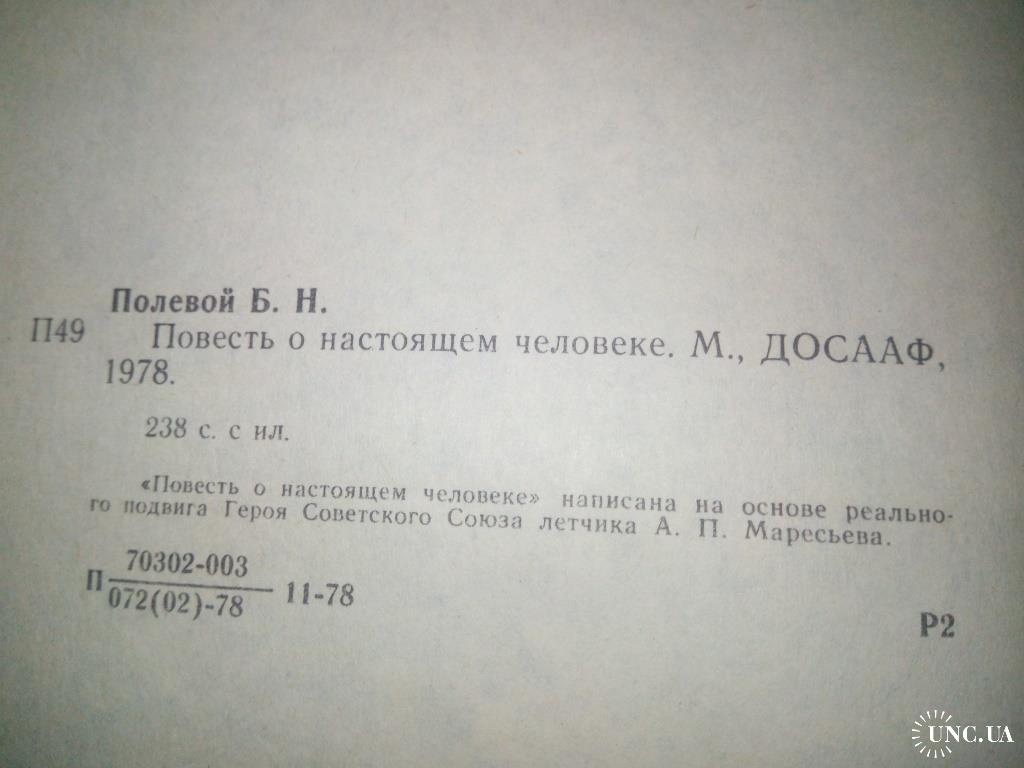 Полевой Б. Н.
П49 Повесть о настоящем человеке. М., ДОСААФ,
1978.
238 с. с ил.
«Повесть о настоящем человеке» написана на основе реально-
го подвига Героя Советского Союза летчика А. П. Маресьева.
70302-003
П 11-78
072(02)-78
Р2
UNC.UA